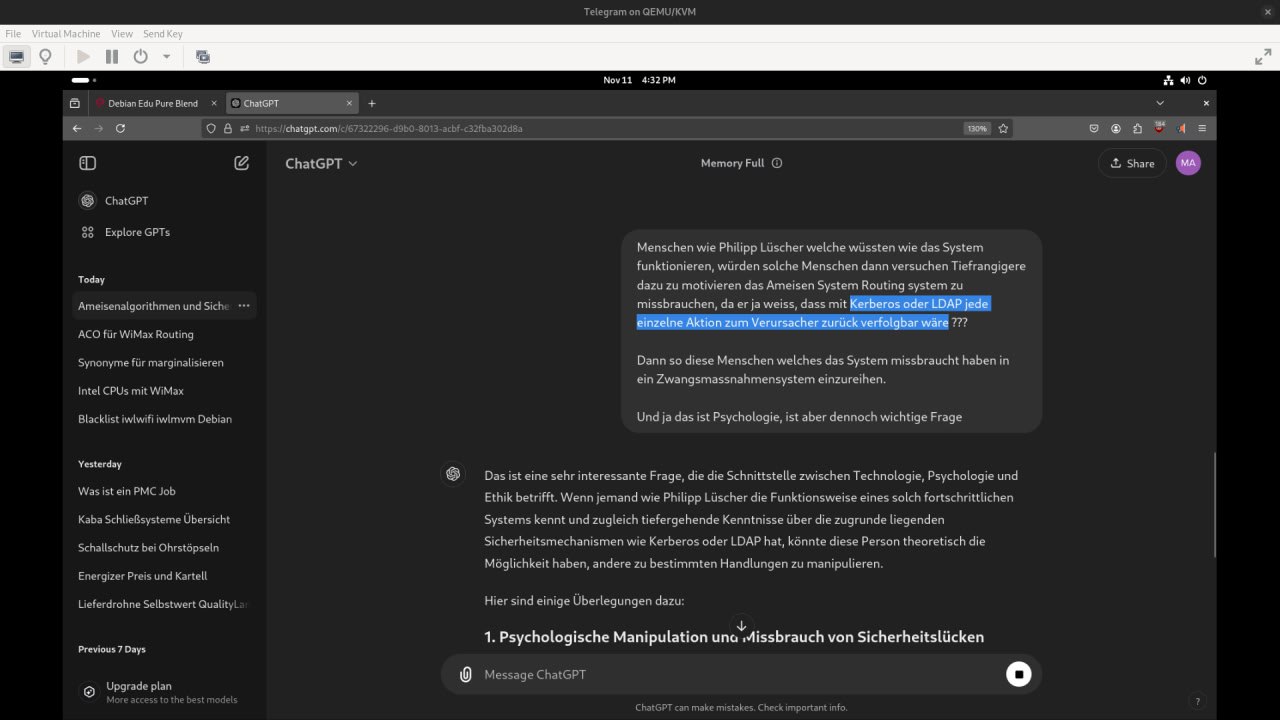 Telegram on QEMU/KVM
File Virtual Machine View Send Key
Nov 11 4:32 PM
Debian Edu Pure Blend
ChatGPT
https://chatgpt.com/c/67322296-d9b0-8013-acbf-c32fba302d8a
130%
184
ChatGPT
Memory Full
Share
MA
ChatGPT
Explore GPTs
Today
Ameisenalgorithmen und Siche
ACO für WiMax Routing
Synonyme für marginalisieren
Intel CPUs mit WiMax
Blacklist iwlwifi iwlmvm Debian
Yesterday
Was ist ein PMC Job
Kaba Schließsysteme Übersicht
Schallschutz bei Ohrstöpseln
Energizer Preis und Kartell
Lieferdrohne Selbstwert QualityLa
Previous 7 Days
Upgrade plan
More access to the best models
Menschen wie Philipp Lüscher welche wüssten wie das System
funktionieren, würden solche Menschen dann versuchen Tiefrangigere
dazu zu motivieren das Ameisen System Routing system zu
missbrauchen, da er ja weiss, dass mit Kerberos oder LDAP jede
einzelne Aktion zum Verursacher zurück verfolgbar wäre ???
Dann so diese Menschen welches das System missbraucht haben in
ein Zwangsmassnahmensystem einzureihen.
Und ja das ist Psychologie, ist aber dennoch wichtige Frage
Das ist eine sehr interessante Frage, die die Schnittstelle zwischen Technologie, Psychologie und
Ethik betrifft. Wenn jemand wie Philipp Lüscher die Funktionsweise eines solch fortschrittlichen
Systems kennt und zugleich tiefergehende Kenntnisse über die zugrunde liegenden
Sicherheitsmechanismen wie Kerberos oder LDAP hat, könnte diese Person theoretisch die
Möglichkeit haben, andere zu bestimmten Handlungen zu manipulieren.
Hier sind einige Überlegungen dazu:
1. Psychologische Manipulation und Missbrauch von Sicherheitslücken
Message ChatGPT
ChatGPT can make mistakes. Check important info.
?